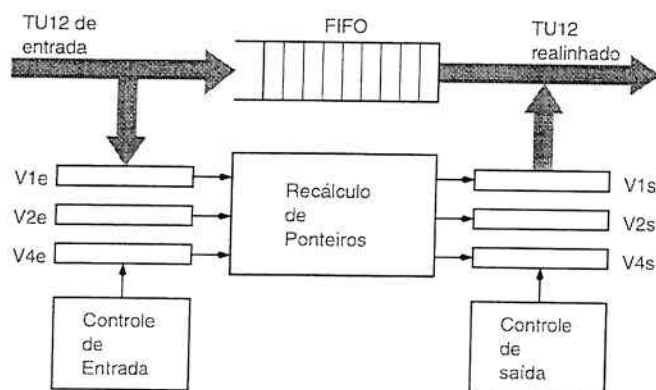 TU12 de
entrada
FIFO
TU12
realinhado
V1e
V2e
V4e
Recálculo
de
Ponteiros
V1s
V2s
V4s
Controle
de
Entrada
Controle
de
saída